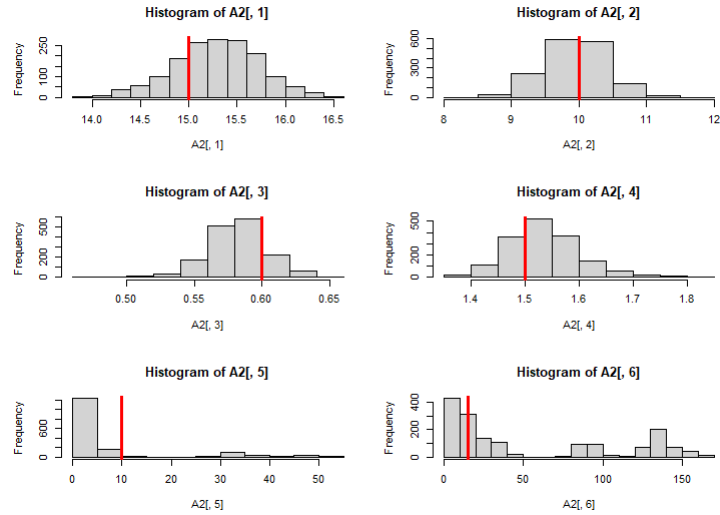 Histogram of A2[, 1]
Frequency
0 100 250
14.0 14.5 15.0 15.5 16.0 16.5
A2[, 1]
Histogram of A2[, 2]
Frequency
0 300 600
8 9 10 11 12
A2[, 2]
Histogram of A2[, 3]
Frequency
0 200 500
0.50 0.55 0.60 0.65
A2[, 3]
Histogram of A2[, 4]
Frequency
0 200 500
1.4 1.5 1.6 1.7 1.8
A2[, 4]
Histogram of A2[, 5]
Frequency
0 600
0 10 20 30 40 50
A2[, 5]
Histogram of A2[, 6]
Frequency
0 200 400
0 50 100 150
A2[, 6]